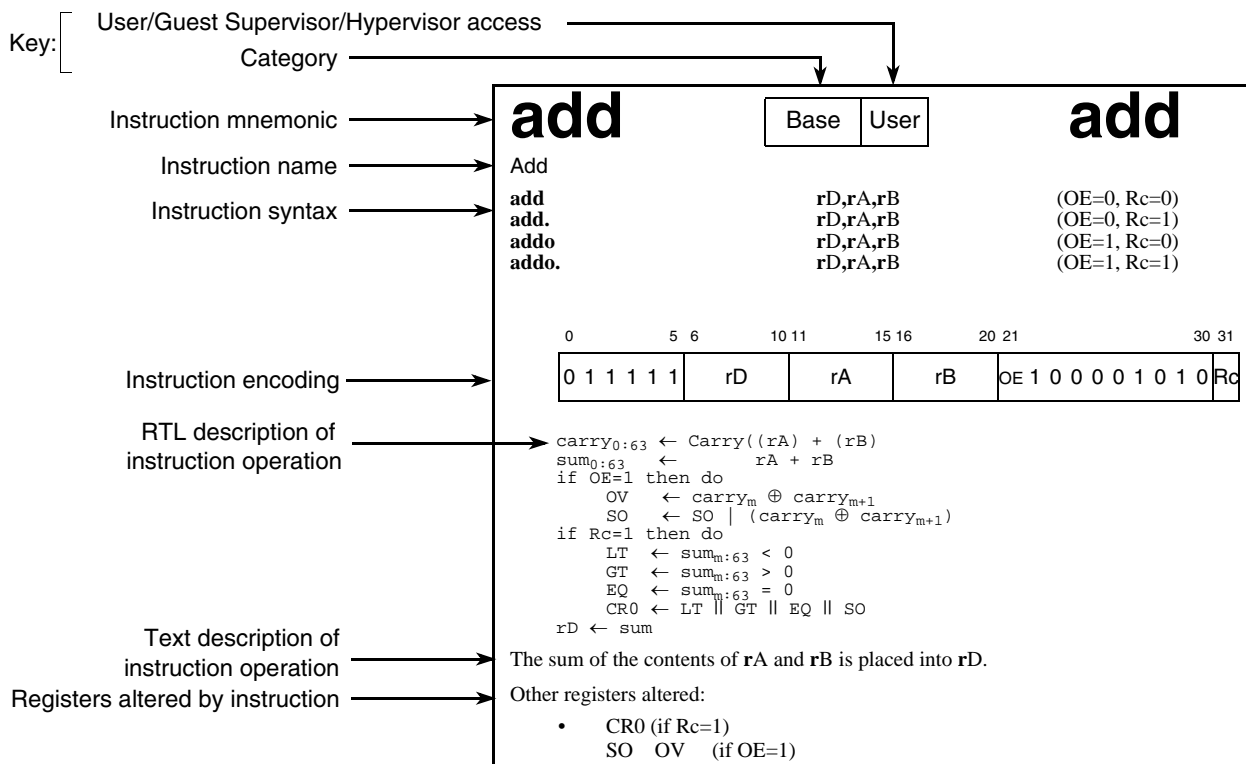 Key:
User/Guest Supervisor/Hypervisor access
Category
Instruction mnemonic
add Base User add
Instruction name
Add
Instruction syntax
add rD,rA,rB (OE=0, Rc=0)
add. rD,rA,rB (OE=0, Rc=1)
addo rD,rA,rB (OE=1, Rc=0)
addo. rD,rA,rB (OE=1, Rc=1)
0 5 6 10 11 15 16 20 21 30 31
Instruction encoding
0 1 1 1 1 1 rD rA rB OE 1 0 0 0 0 1 0 1 0 Rc
RTL description of
instruction operation
carry0:63 ← Carry((rA) + (rB)
sum0:63 ← rA + rB
if OE=1 then do
OV ← carrym ⊕ carrym+1
SO ← SO | (carrym ⊕ carrym+1)
if Rc=1 then do
LT ← summ:63 < 0
GT ← summ:63 > 0
EQ ← summ:63 = 0
CR0 ← LT || GT || EQ || SO
rD ← sum
Text description of
instruction operation
The sum of the contents of rA and rB is placed into rD.
Registers altered by instruction
Other registers altered:
• CR0 (if Rc=1)
SO OV (if OE=1)